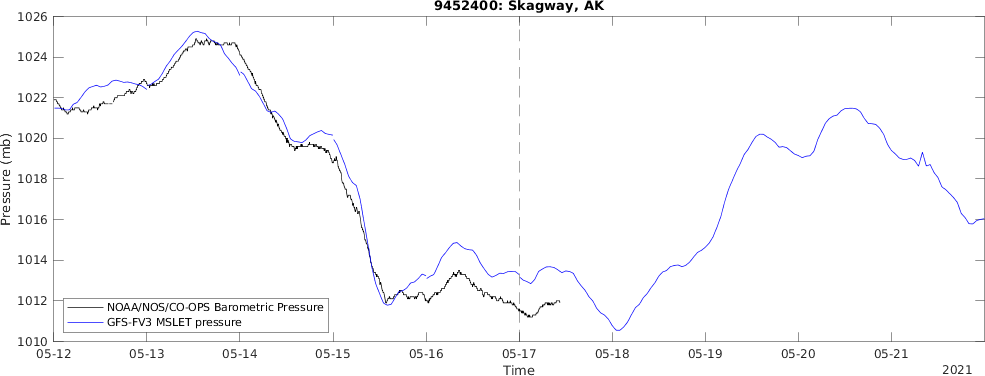 9452400: Skagway, AK
Pressure (mb)
1026
1024
1022
1020
1018
1016
1014
1012
1010
NOAA/NOS/CO-OPS Barometric Pressure
GFS-FV3 MSLET pressure
05-12 05-13 05-14 05-15 05-16 05-17 05-18 05-19 05-20 05-21
Time
2021